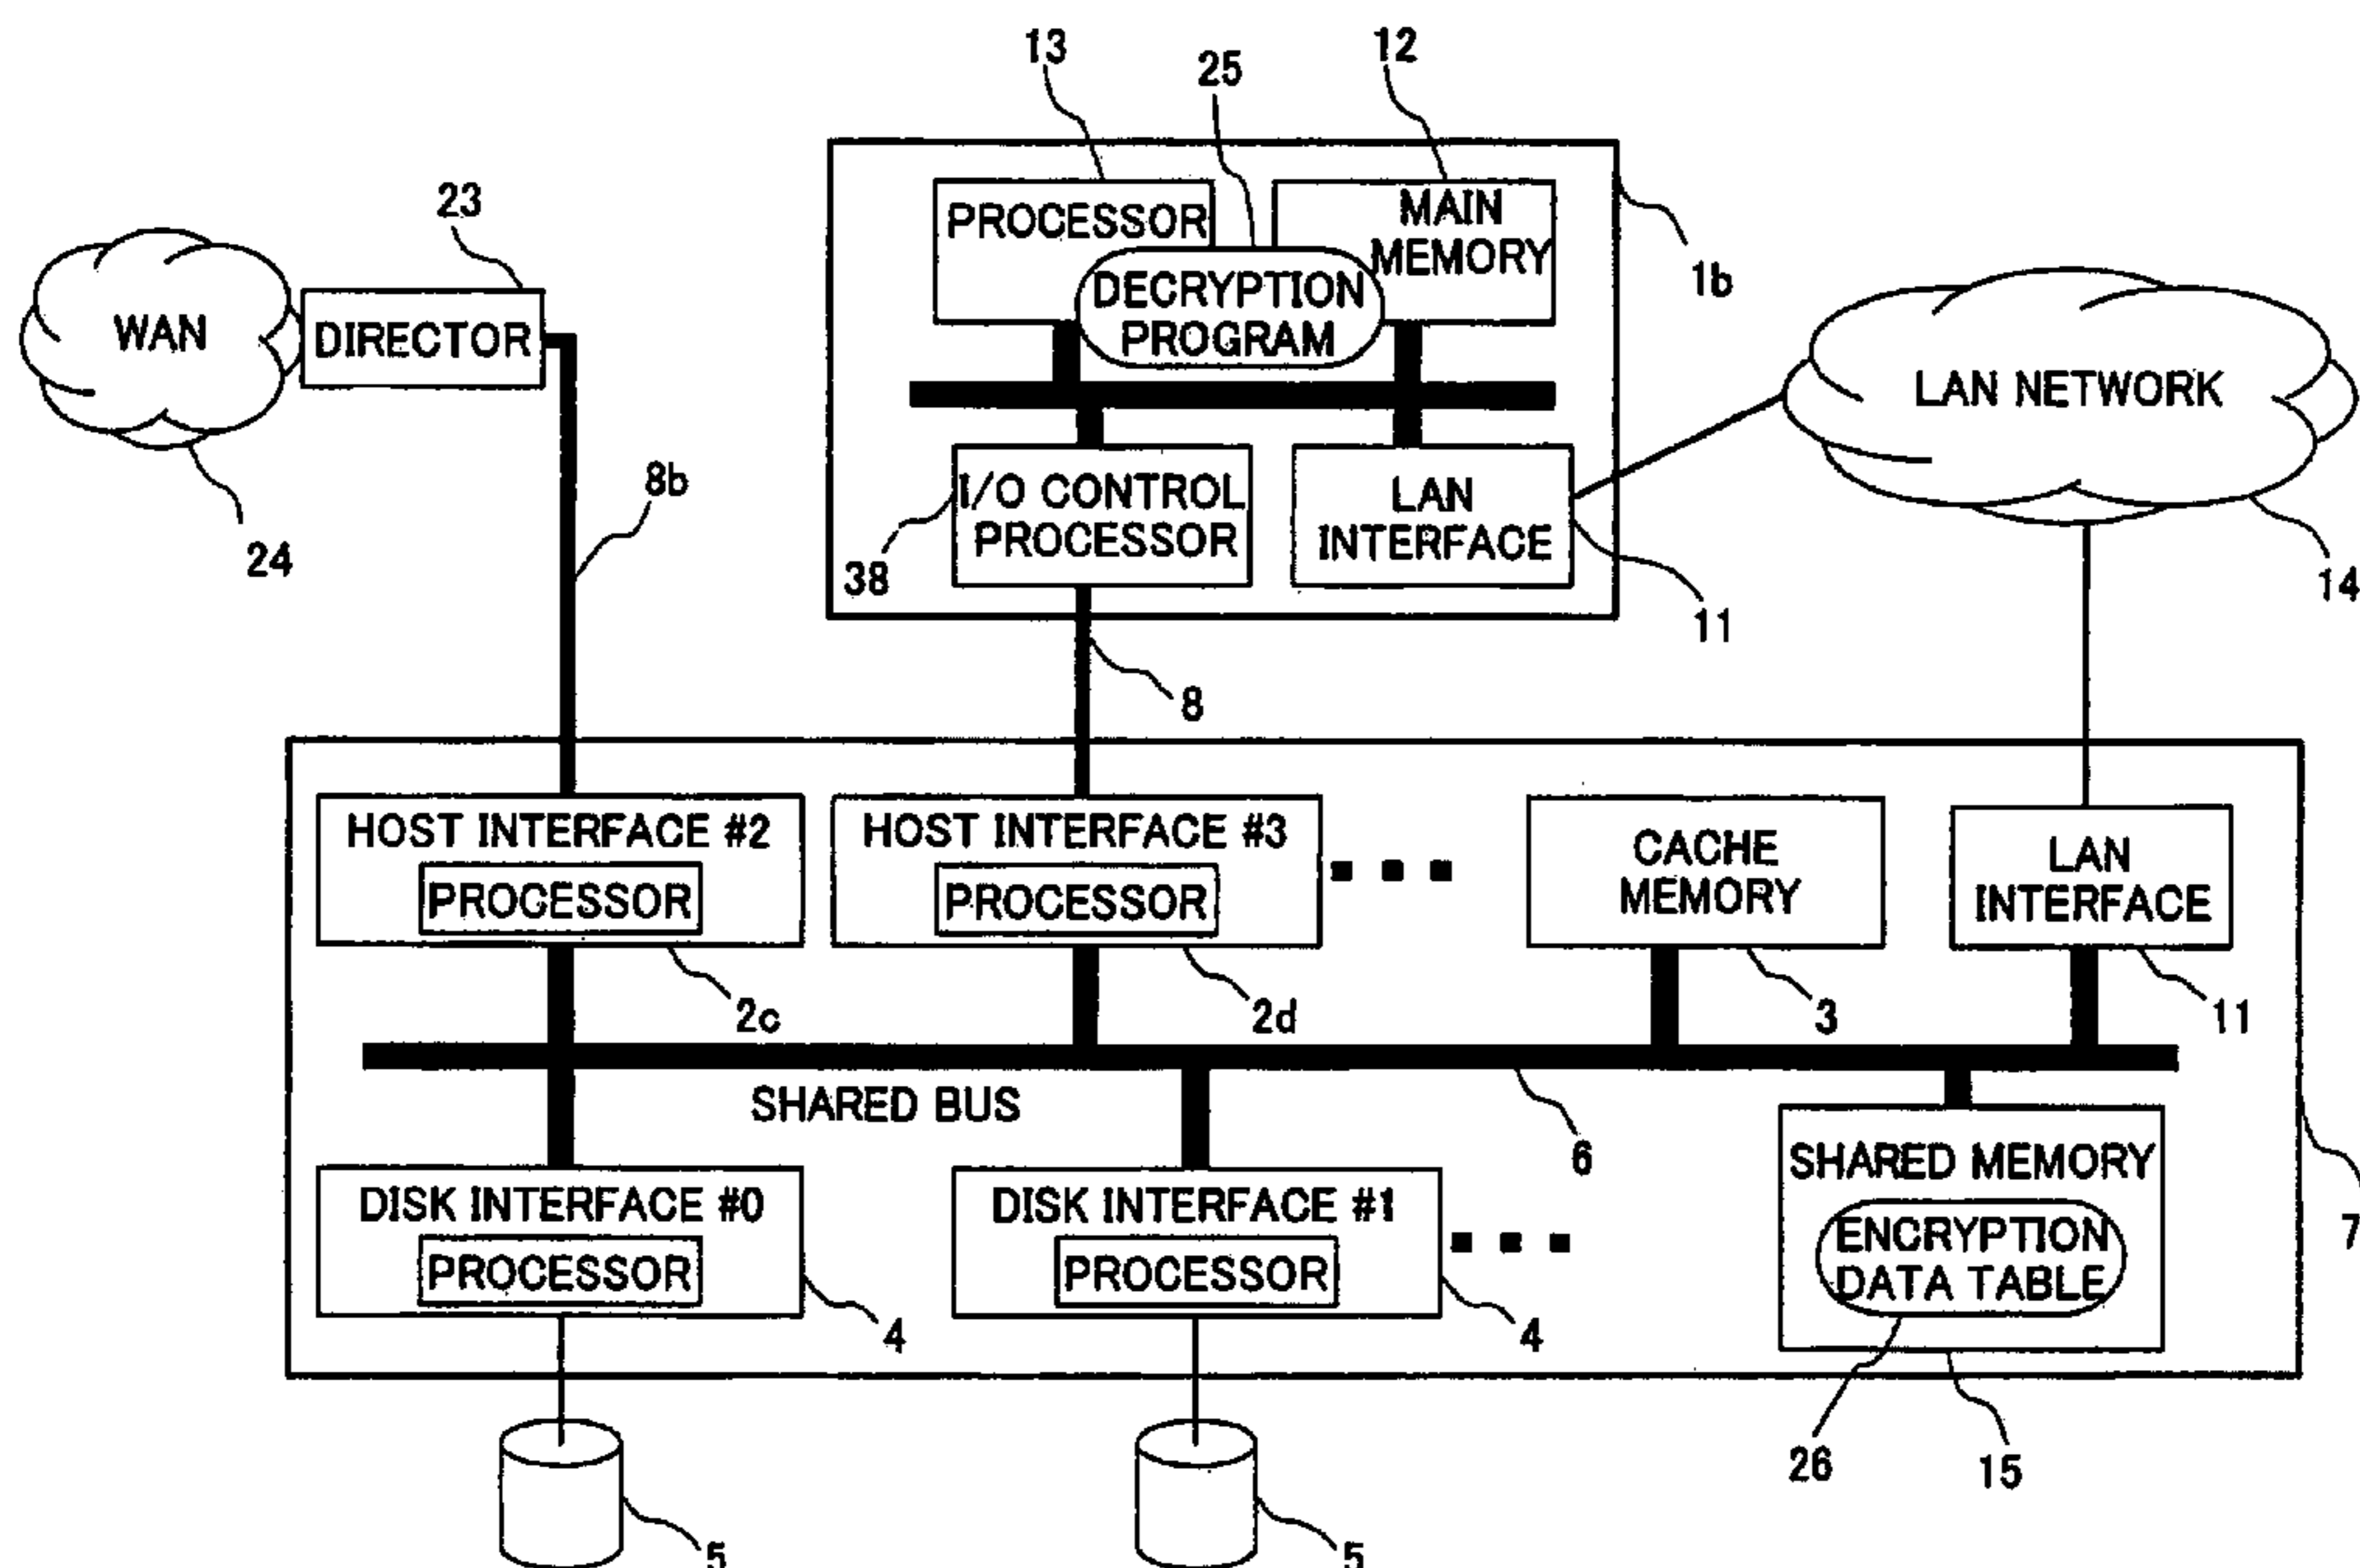 13
25
12
23
PROCESSOR
MAIN
MEMORY
1b
WAN
DIRECTOR
DECRYPTION
PROGRAM
LAN NETWORK
8b
I/O CONTROL
PROCESSOR
LAN
INTERFACE
24
38
11
14
8
HOST INTERFACE #2
PROCESSOR
HOST INTERFACE #3
PROCESSOR
CACHE
MEMORY
LAN
INTERFACE
2c
2d
3
11
SHARED BUS
6
DISK INTERFACE #0
PROCESSOR
DISK INTERFACE #1
PROCESSOR
SHARED MEMORY
ENCRYPTION
DATA TABLE
7
4
4
26
15
5
5